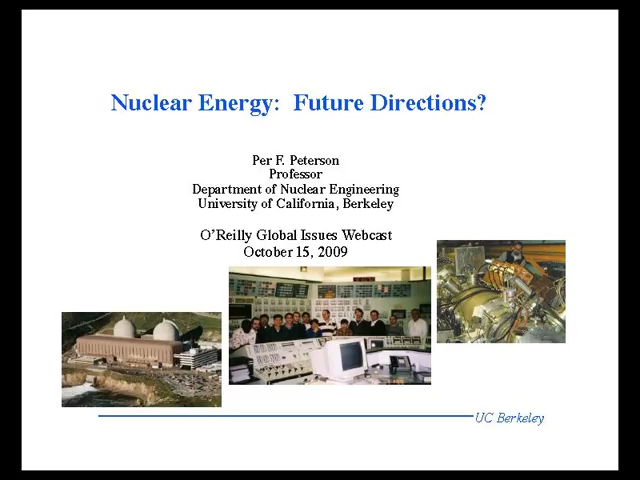 Nuclear Energy:  Future Directions?
Per F. Peterson
Professor
Department of Nuclear Engineering
University of California, Berkeley
O'Reilly Global Issues Webcast
October 15, 2009
UC Berkeley